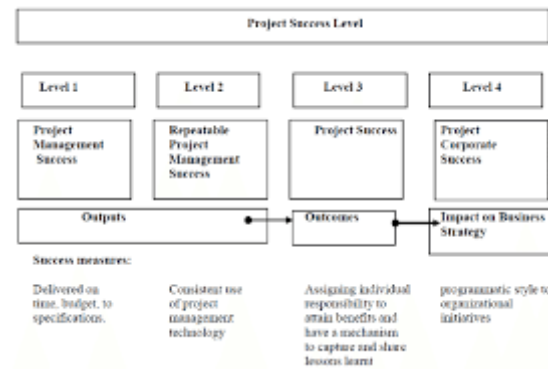 Project Success Level
Level 1
Level 2
Level 3
Level 4
Project
Management
Success
Repeatable
Project
Management
Success
Project Success
Project
Corporate
Success
Outputs
Outcomes
Impact on Business
Strategy
Success measures:
Delivered on
time, budget, to
specifications.
Consistent use
of project
management
technology
Assigning individual
responsibility to
attain benefits and
have a mechanism
to capture and share
lessons learnt
programmatic style to
organizational
initiatives